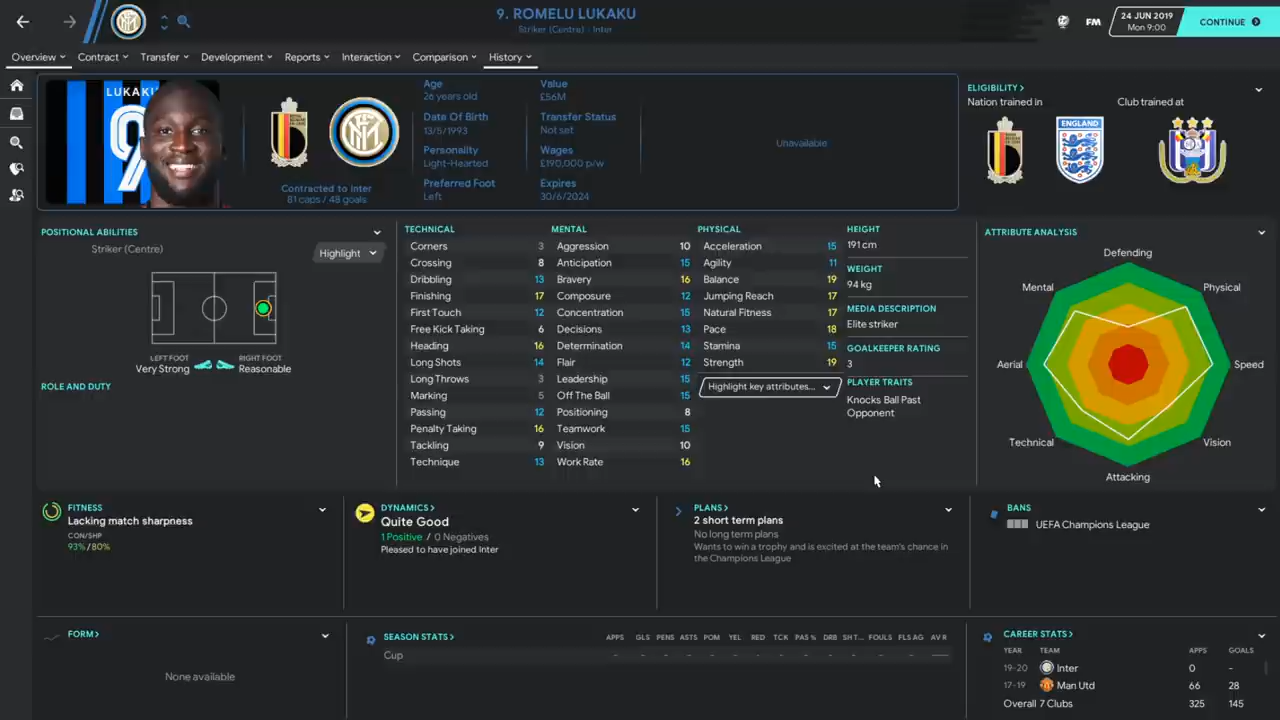 9. ROMELU LUKAKU
Striker (Centre) - Inter
FM
24 JUN 2019
Mon 9:00
CONTINUE
Overview
Contract
Transfer
Development
Reports
Interaction
Comparison
History
LUKAKU
9
Contracted to Inter
81 caps / 48 goals
Age
26 years old
Date Of Birth
13/5/1993
Personality
Light-Hearted
Preferred Foot
Left
Value
£56M
Transfer Status
Not set
Wages
£190,000 p/w
Expires
30/6/2024
Unavailable
ELIGIBILITY >
Nation trained in
Club trained at
ENGLAND
POSITIONAL ABILITIES
Striker (Centre)
Highlight
LEFT FOOT
Very Strong
RIGHT FOOT
Reasonable
ROLE AND DUTY
TECHNICAL
Corners 3
Crossing 8
Dribbling 13
Finishing 17
First Touch 12
Free Kick Taking 6
Heading 16
Long Shots 14
Long Throws 3
Marking 5
Passing 12
Penalty Taking 16
Tackling 9
Technique 13
MENTAL
Aggression 10
Anticipation 15
Bravery 16
Composure 12
Concentration 15
Decisions 13
Determination 14
Flair 12
Leadership 15
Off The Ball 15
Positioning 8
Teamwork 15
Vision 10
Work Rate 16
PHYSICAL
Acceleration 15
Agility 11
Balance 19
Jumping Reach 17
Natural Fitness 17
Pace 18
Stamina 15
Strength 19
Highlight key attributes...
HEIGHT
191 cm
WEIGHT
94 kg
MEDIA DESCRIPTION
Elite striker
GOALKEEPER RATING
3
PLAYER TRAITS
Knocks Ball Past
Opponent
ATTRIBUTE ANALYSIS
Defending
Mental
Physical
Aerial
Speed
Technical
Vision
Attacking
FITNESS
Lacking match sharpness
CON/SHP
93% / 80%
DYNAMICS >
Quite Good
1 Positive / 0 Negatives
Pleased to have joined Inter
PLANS >
2 short term plans
No long term plans
Wants to win a trophy and is excited at the team's chance in
the Champions League
BANS
UEFA Champions League
FORM >
None available
SEASON STATS > APPS GLS PENS ASTS POM YEL RED TCK PAS % DRB SH T... FOULS FLS AG AV R
Cup - - - - - - - - - - - - - —
CAREER STATS >
YEAR TEAM APPS GOALS
19-20 Inter 0 -
17-19 Man Utd 66 28
Overall 7 Clubs 325 145